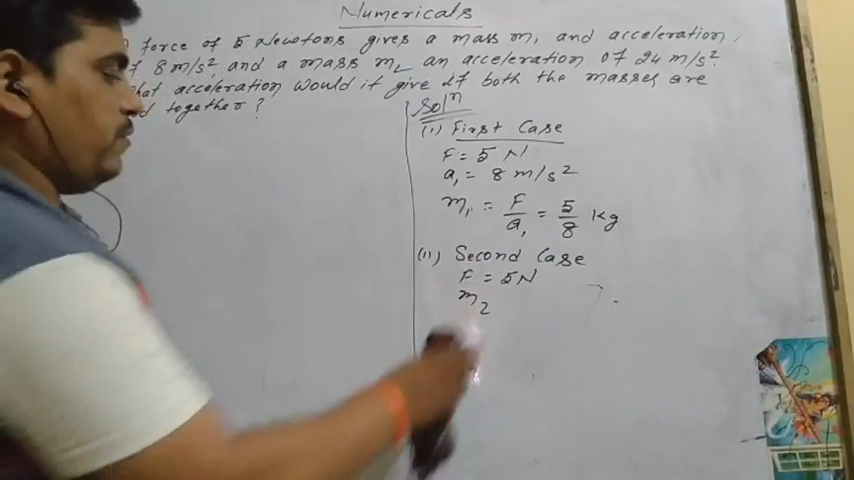 Numericals
force of 5 Newtons gives a mass m, and acceleration
of 8 m/s², and a mass m₂ an acceleration of 24 m/s².
what acceleration would it give if both the masses are
together ?
Solⁿ
(i) First Case
F = 5 N
a₁ = 8 m/s²
m₁ = F/a₁ = 5/8 Kg
(ii) Second Case
F = 5N
m₂